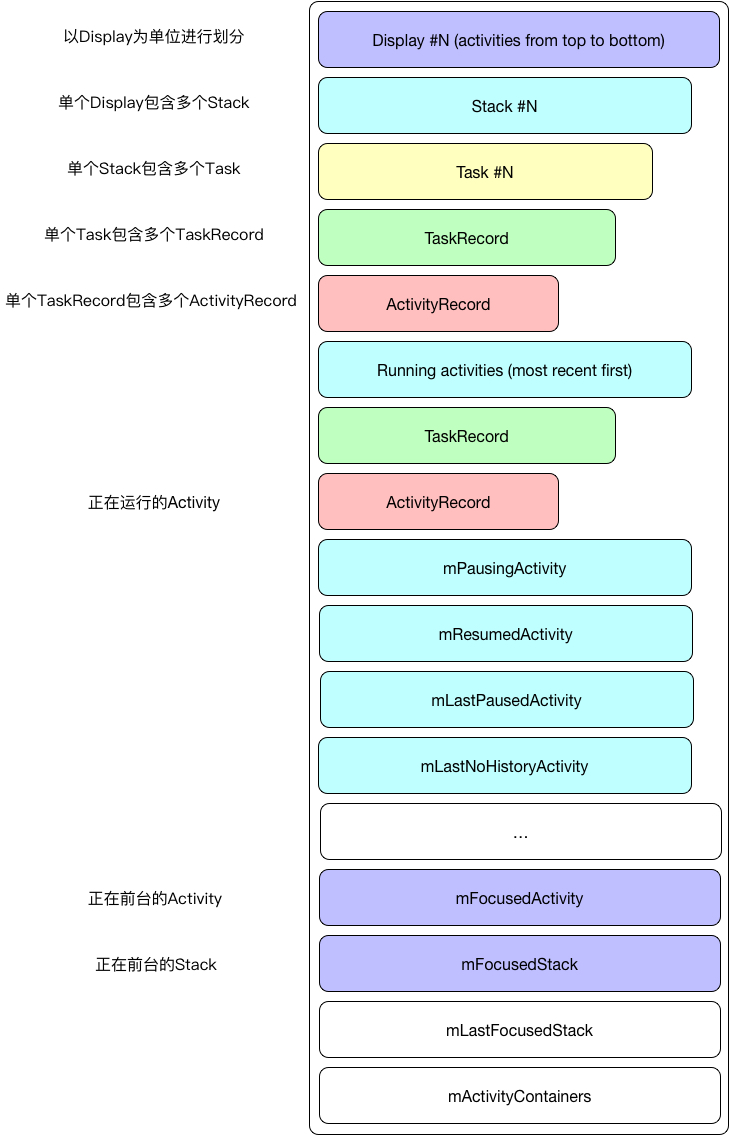 以Display为单位进行划分
Display #N (activities from top to bottom)
单个Display包含多个Stack
Stack #N
单个Stack包含多个Task
Task #N
单个Task包含多个TaskRecord
TaskRecord
单个TaskRecord包含多个ActivityRecord
ActivityRecord
Running activities (most recent first)
TaskRecord
正在运行的Activity
ActivityRecord
mPausingActivity
mResumedActivity
mLastPausedActivity
mLastNoHistoryActivity
...
正在前台的Activity
mFocusedActivity
正在前台的Stack
mFocusedStack
mLastFocusedStack
mActivityContainers